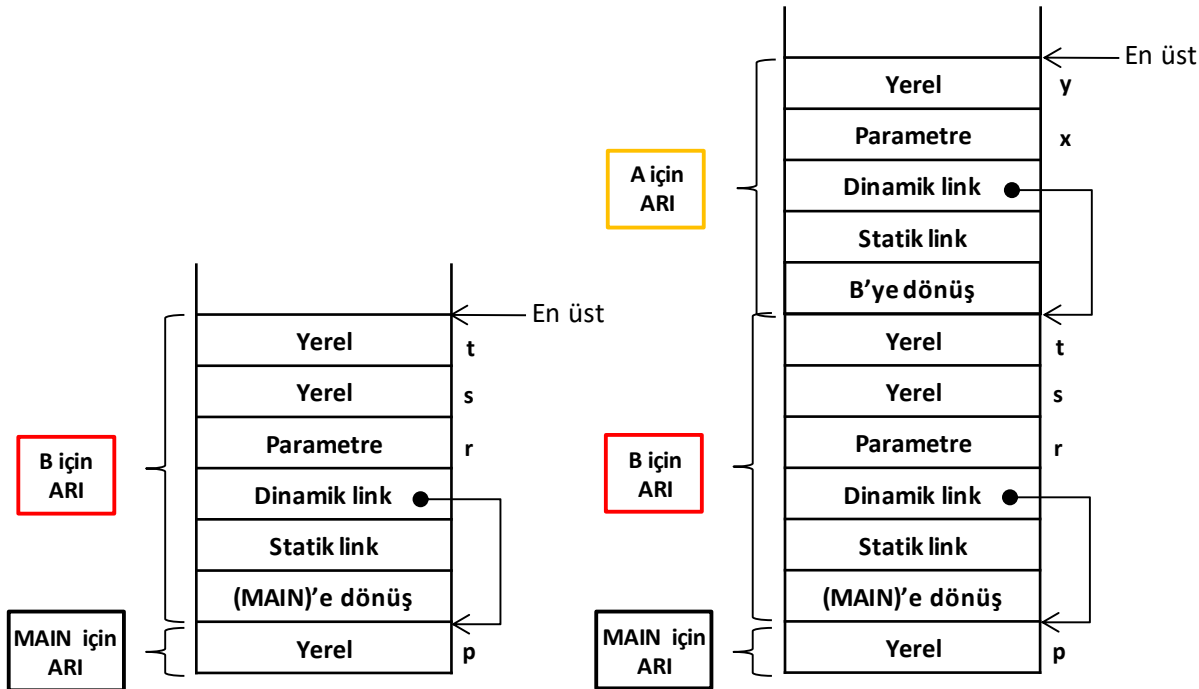 En üst
Yerel t
Yerel s
Parametre r
Dinamik link
Statik link
(MAIN)'e dönüş
Yerel p
B için
ARI
MAIN için
ARI
En üst
Yerel y
Parametre x
Dinamik link
Statik link
B'ye dönüş
Yerel t
Yerel s
Parametre r
Dinamik link
Statik link
(MAIN)'e dönüş
Yerel p
A için
ARI
B için
ARI
MAIN için
ARI